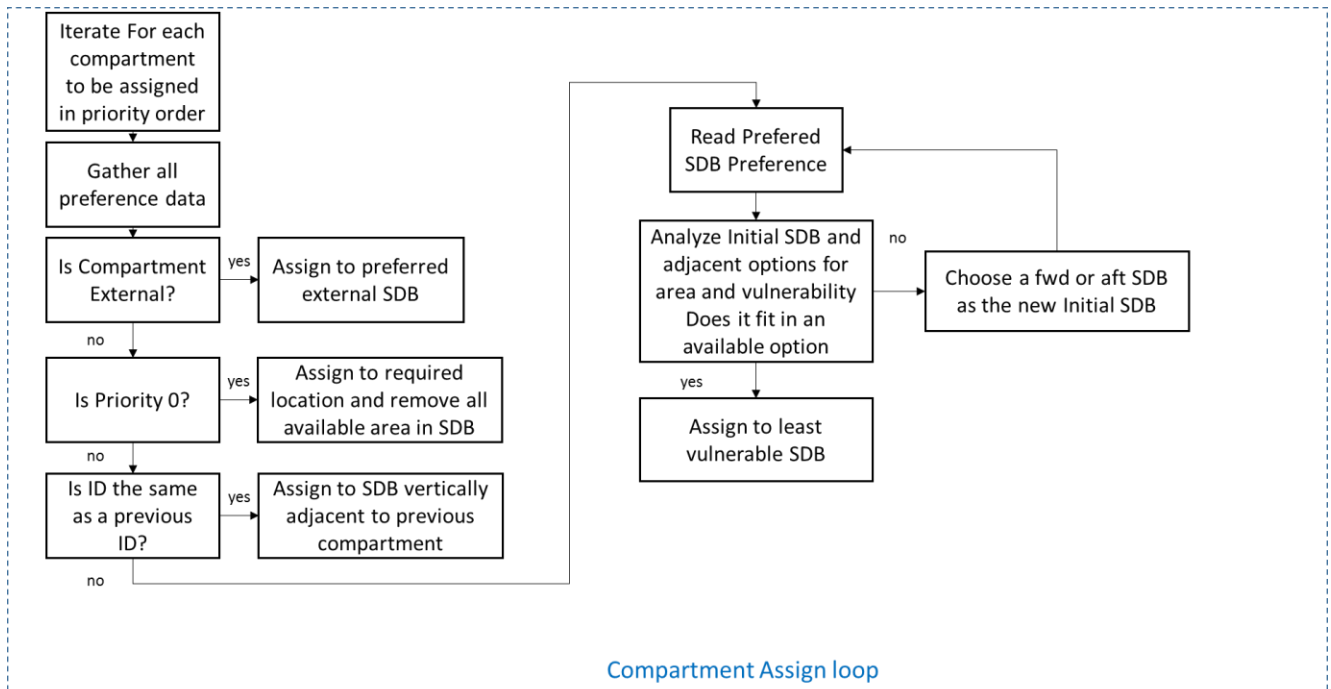 Iterate For each
compartment
to be assigned
in priority order
Gather all
preference data
Is Compartment
External?
yes
Assign to preferred
external SDB
no
Is Priority 0?
yes
Assign to required
location and remove all
available area in SDB
no
Is ID the same
as a previous
ID?
yes
Assign to SDB vertically
adjacent to previous
compartment
no
Read Prefered
SDB Preference
Analyze Initial SDB and
adjacent options for
area and vulnerability
Does it fit in an
available option
no
Choose a fwd or aft SDB
as the new Initial SDB
yes
Assign to least
vulnerable SDB
Compartment Assign loop